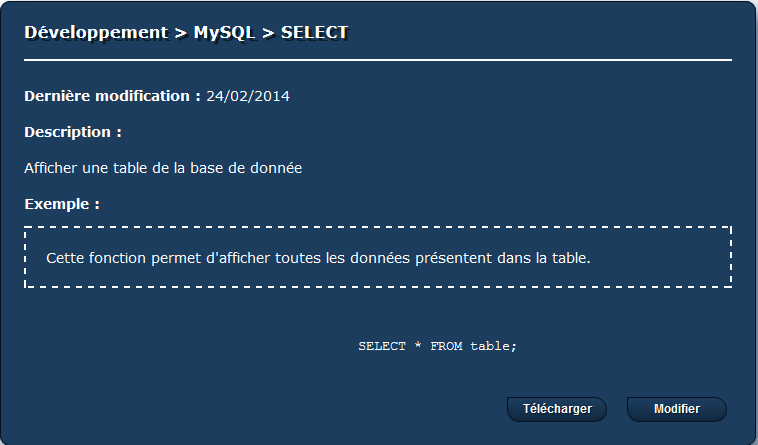 Développement > MySQL > SELECT
Dernière modification : 24/02/2014
Description :
Afficher une table de la base de donnée
Exemple :
Cette fonction permet d'afficher toutes les données présentent dans la table.
SELECT * FROM table;
Télécharger
Modifier